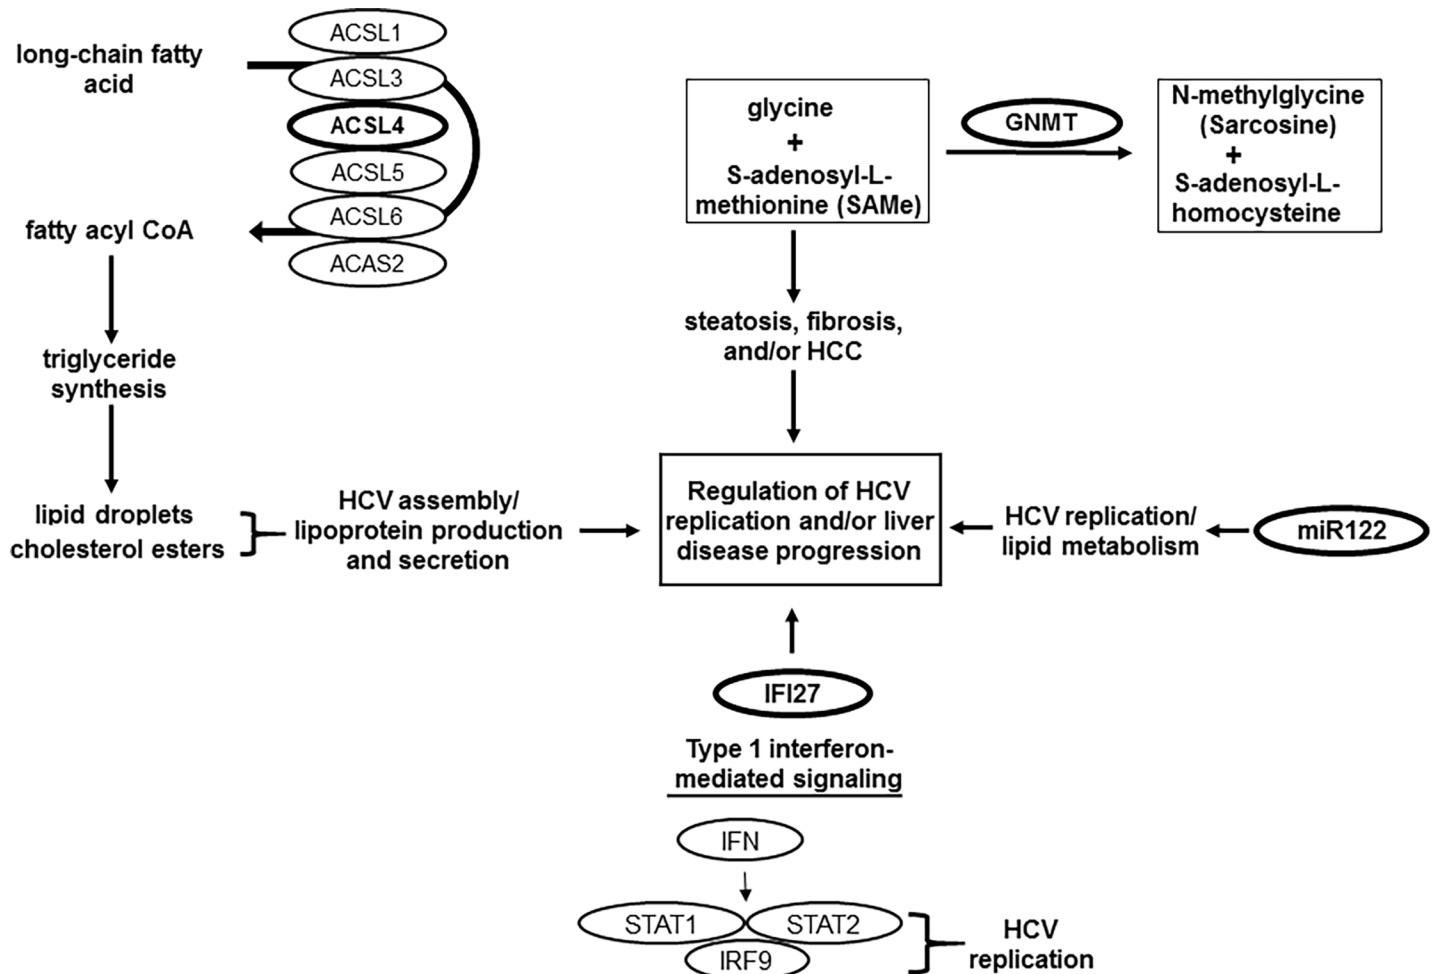 long-chain fatty
acid
ACSL1
ACSL3
ACSL4
ACSL5
ACSL6
ACAS2
fatty acyl CoA
triglyceride
synthesis
lipid droplets
cholesterol esters
HCV assembly/
lipoprotein production
and secretion
glycine
+
S-adenosyl-L-
methionine (SAMe)
GNMT
N-methylglycine
(Sarcosine)
+
S-adenosyl-L-
homocysteine
steatosis, fibrosis,
and/or HCC
Regulation of HCV
replication and/or liver
disease progression
HCV replication/
lipid metabolism
miR122
IFI27
Type 1 interferon-
mediated signaling
IFN
STAT1
STAT2
IRF9
HCV
replication